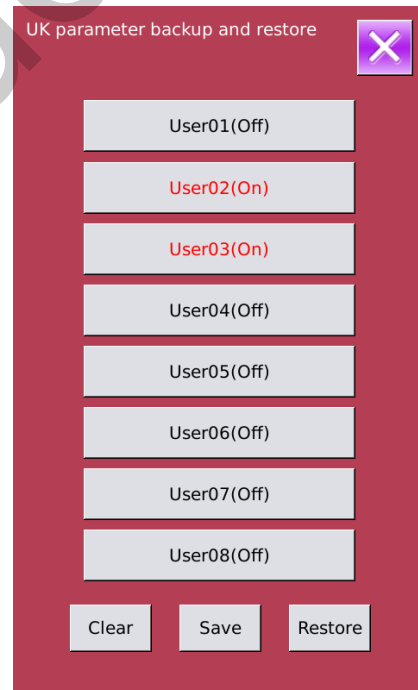 UK parameter backup and restore
User01(Off)
User02(On)
User03(On)
User04(Off)
User05(Off)
User06(Off)
User07(Off)
User08(Off)
Clear Save Restore